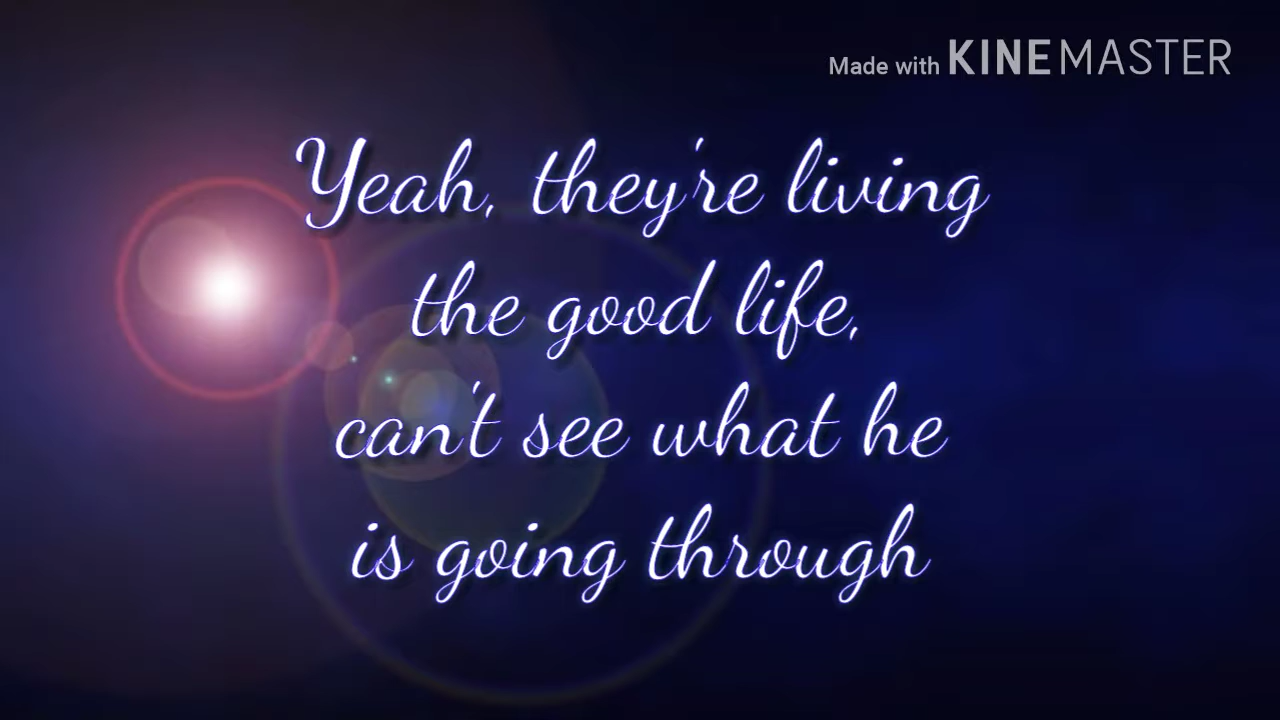 Made with KINEMASTER
Yeah, they're living
the good life,
can't see what he
is going through